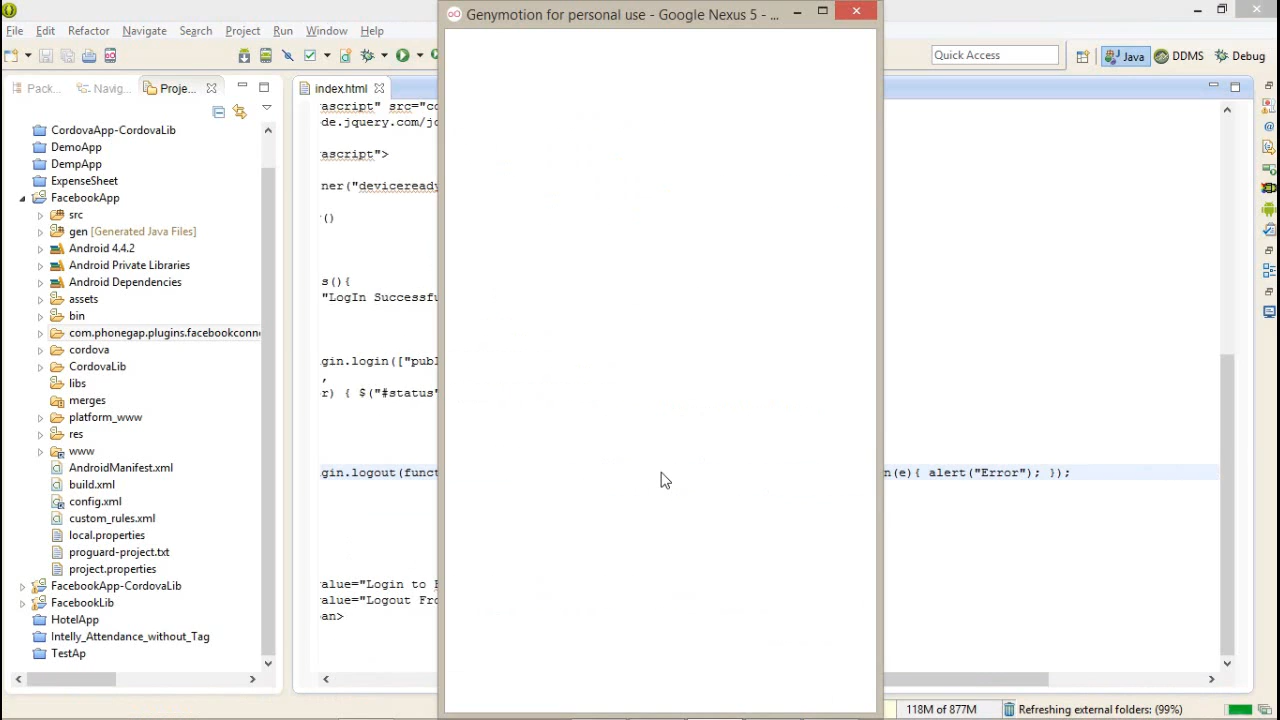 Genymotion for personal use - Google Nexus 5 - ...
File Edit Refactor Navigate Search Project Run Window Help
Quick Access
Java
DDMS
Debug
Pack...
Navig...
Proje...
index.html
CordovaApp-CordovaLib
DemoApp
DempApp
ExpenseSheet
FacebookApp
src
gen [Generated Java Files]
Android 4.4.2
Android Private Libraries
Android Dependencies
assets
bin
com.phonegap.plugins.facebookconne
cordova
CordovaLib
libs
merges
platform_www
res
www
AndroidManifest.xml
build.xml
config.xml
custom_rules.xml
local.properties
proguard-project.txt
project.properties
FacebookApp-CordovaLib
FacebookLib
HotelApp
Intelly_Attendance_without_Tag
TestAp
ascript" src="co
de.jquery.com/jq
ascript">
ner("deviceready
()
s(){
"LogIn Successfu
gin.login(["publ
,
r) { $("#status"
gin.logout(funct
n(e){ alert("Error"); });
value="Login to F
value="Logout Fro
an>
118M of 877M
Refreshing external folders: (99%)